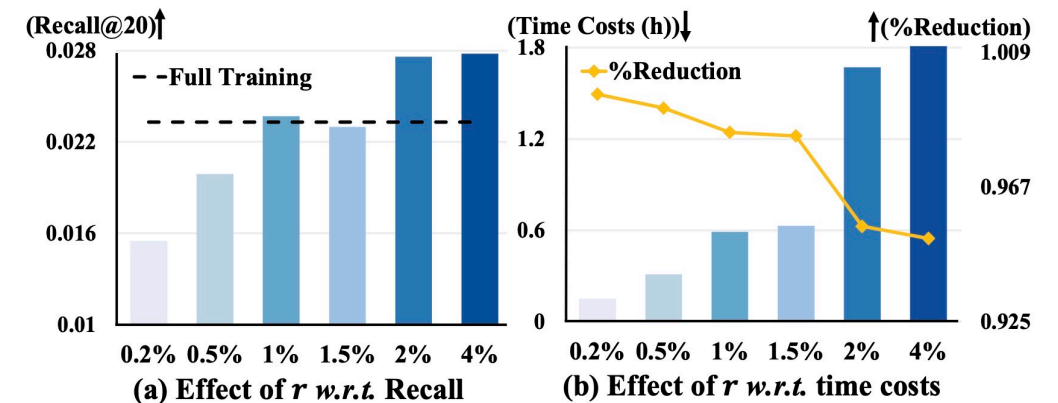 (Recall@20)↑
0.028
0.022
0.016
0.01
Full Training
0.2% 0.5% 1% 1.5% 2% 4%
(a) Effect of r w.r.t. Recall
(Time Costs (h))↓
↑(%Reduction)
1.8
1.2
0.6
0
%Reduction
1.009
0.967
0.925
0.2% 0.5% 1% 1.5% 2% 4%
(b) Effect of r w.r.t. time costs